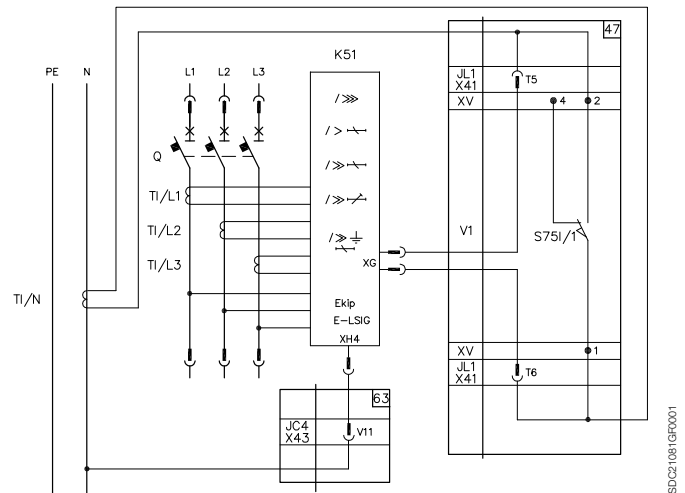 47
K51
PE N L1 L2 L3
JL1
X41
T5
XV
4
2
Q
TI/L1
TI/L2
TI/L3
TI/N
V1
S75I/1
XG
Ekip
E-LSIG
XH4
XV
1
JL1
X41
T6
63
JC4
X43
V11
SDC21081GF0001